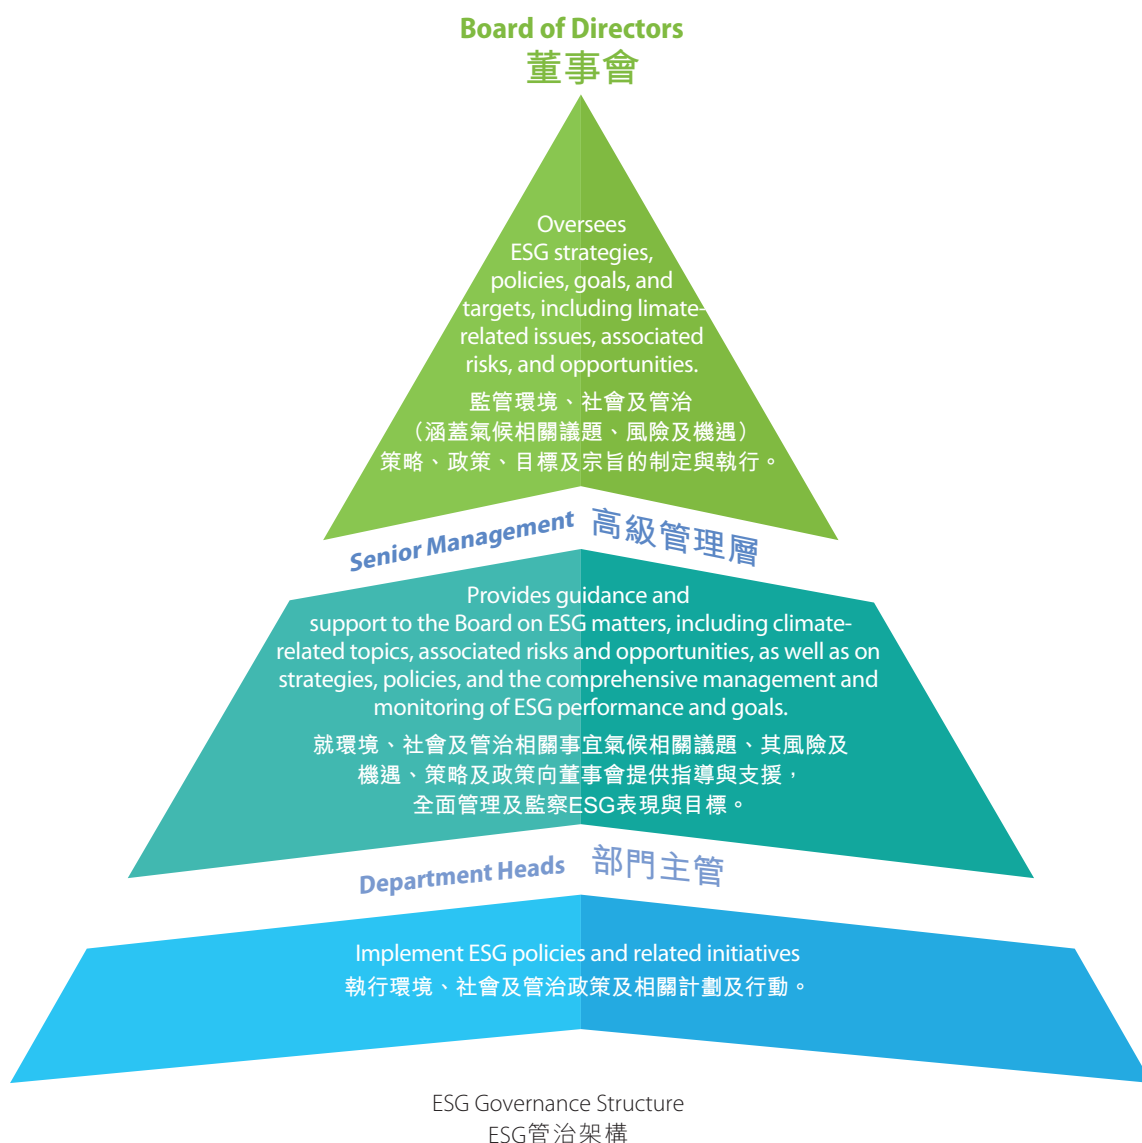 Board of Directors
董事會
Oversees
ESG strategies,
policies, goals, and
targets, including limate-
related issues, associated
risks, and opportunities.
監管環境、社會及管治
（涵蓋氣候相關議題、風險及機遇）
策略、政策、目標及宗旨的制定與執行。
Senior Management 高級管理層
Provides guidance and
support to the Board on ESG matters, including climate-
related topics, associated risks and opportunities, as well as on
strategies, policies, and the comprehensive management and
monitoring of ESG performance and goals.
就環境、社會及管治相關事宜氣候相關議題、其風險及
機遇、策略及政策向董事會提供指導與支援，
全面管理及監察ESG表現與目標。
Department Heads 部門主管
Implement ESG policies and related initiatives
執行環境、社會及管治政策及相關計劃及行動。
ESG Governance Structure
ESG管治架構